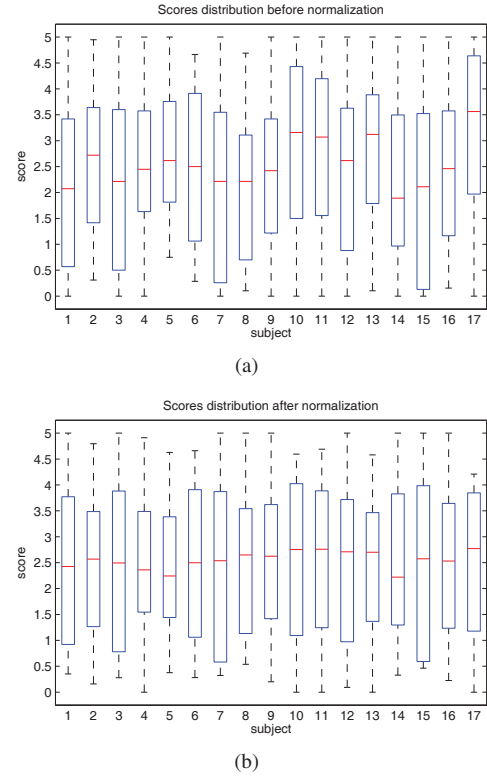 Scores distribution before normalization
5
4.5
4
3.5
3
2.5
2
1.5
1
0.5
0
score
1 2 3 4 5 6 7 8 9 10 11 12 13 14 15 16 17
subject
(a)
Scores distribution after normalization
5
4.5
4
3.5
3
2.5
2
1.5
1
0.5
0
score
1 2 3 4 5 6 7 8 9 10 11 12 13 14 15 16 17
subject
(b)